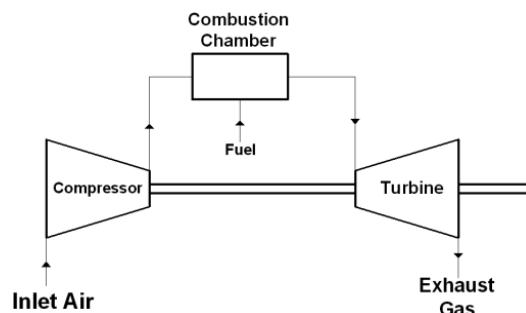 Combustion
Chamber
Fuel
Compressor
Turbine
Inlet Air
Exhaust
Gas